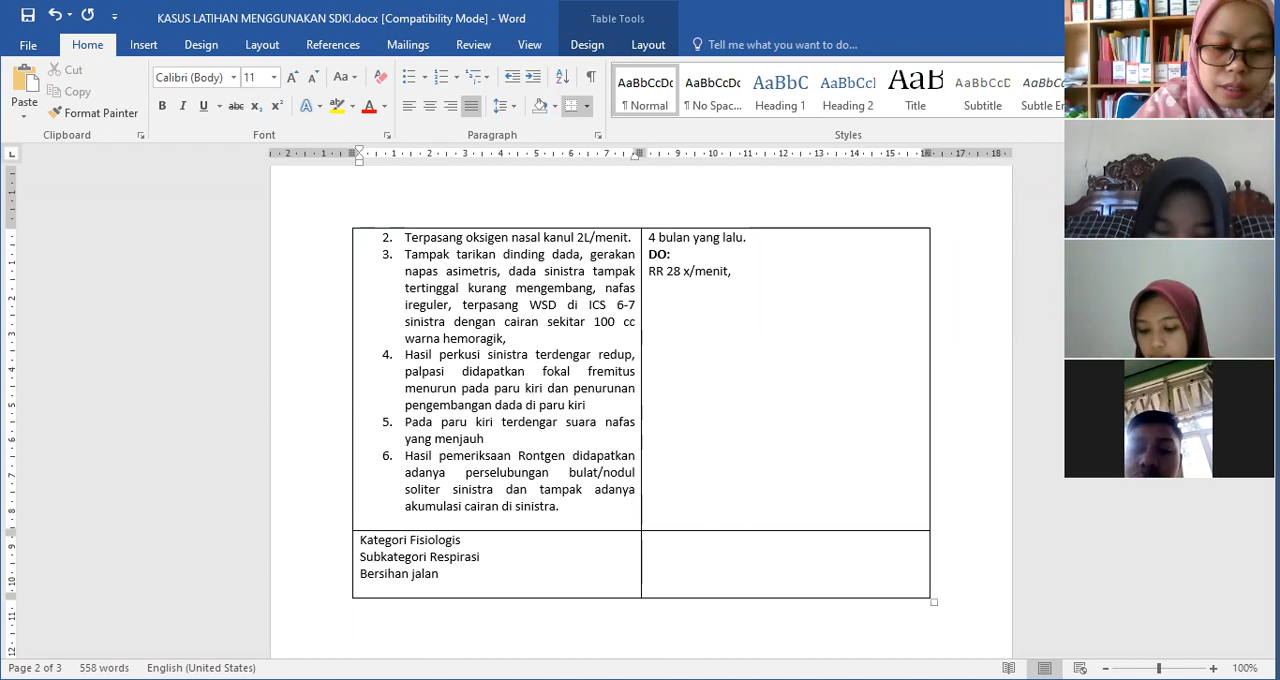 KASUS LATIHAN MENGGUNAKAN SDKI.docx [Compatibility Mode] - Word
Table Tools
File Home Insert Design Layout References Mailings Review View Design Layout Tell me what you want to do...
Paste
Cut
Copy
Format Painter
Calibri (Body) 11
Clipboard
Font
Paragraph
Styles
AaBbCcDc AaBbCcDc AaBbC AaBbCcI AaB AaBbCcD AaBbCc
¶ Normal ¶ No Spac... Heading 1 Heading 2 Title Subtitle Subtle Em
2. Terpasang oksigen nasal kanul 2L/menit.
3. Tampak tarikan dinding dada, gerakan
napas asimetris, dada sinistra tampak
tertinggal kurang mengembang, nafas
ireguler, terpasang WSD di ICS 6-7
sinistra dengan cairan sekitar 100 cc
warna hemoragik,
4. Hasil perkusi sinistra terdengar redup,
palpasi didapatkan fokal fremitus
menurun pada paru kiri dan penurunan
pengembangan dada di paru kiri
5. Pada paru kiri terdengar suara nafas
yang menjauh
6. Hasil pemeriksaan Rontgen didapatkan
adanya perselubungan bulat/nodul
soliter sinistra dan tampak adanya
akumulasi cairan di sinistra.
4 bulan yang lalu.
DO:
RR 28 x/menit,
Kategori Fisiologis
Subkategori Respirasi
Bersihan jalan
Page 2 of 3 558 words English (United States) 100%